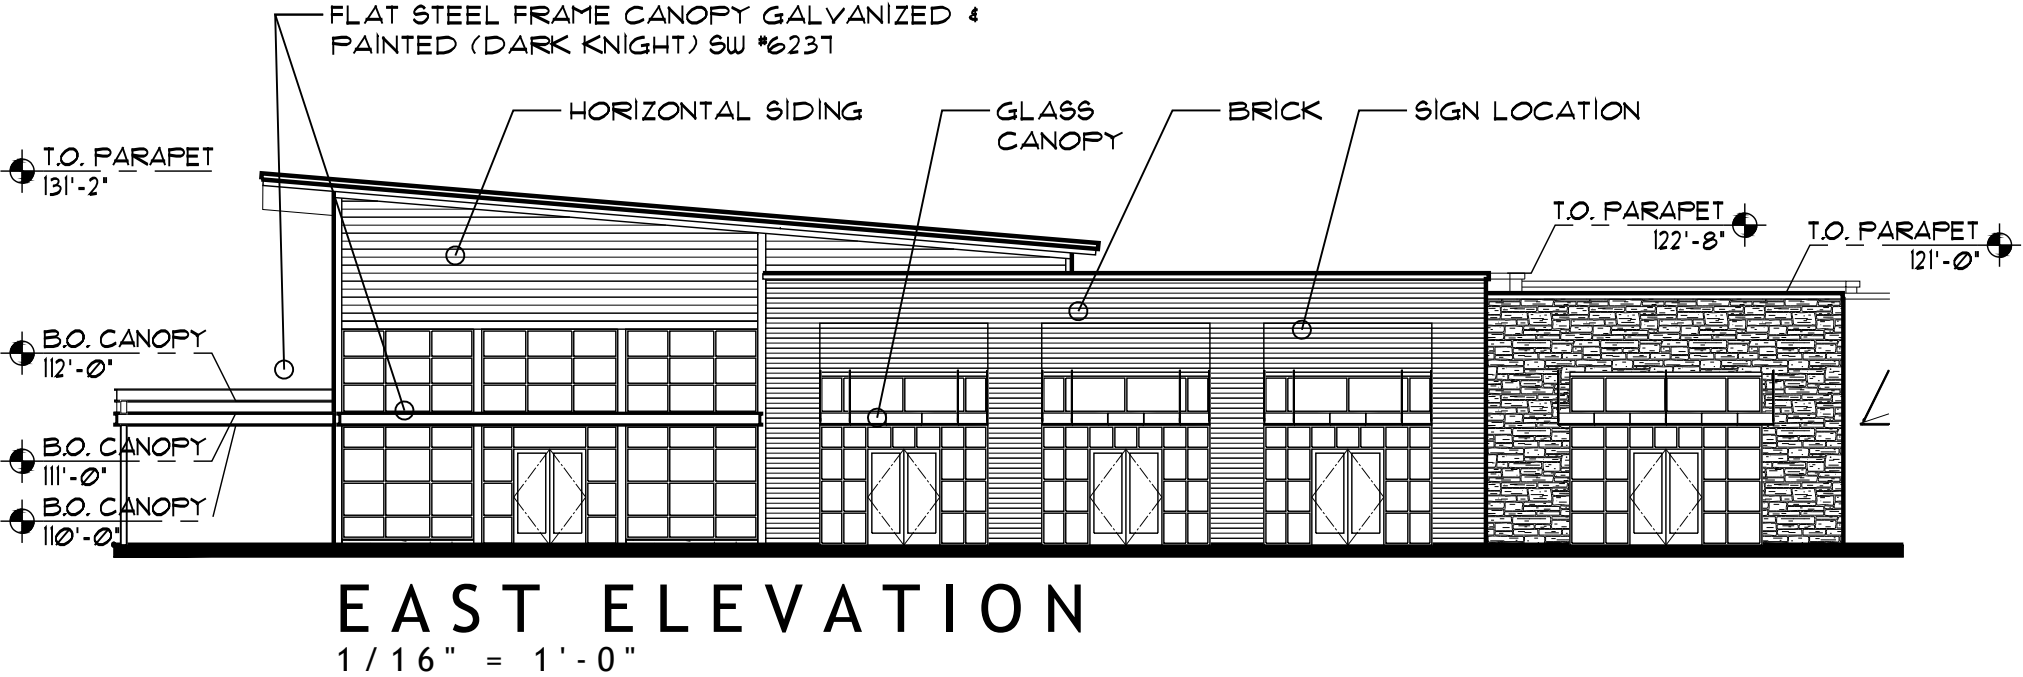 FLAT STEEL FRAME CANOPY GALVANIZED &
PAINTED (DARK KNIGHT) SW #6237
HORIZONTAL SIDING
GLASS
CANOPY
BRICK
SIGN LOCATION
T.O. PARAPET
131'-2"
T.O. PARAPET
122'-8"
T.O. PARAPET
121'-0"
B.O. CANOPY
112'-0"
B.O. CANOPY
111'-0"
B.O. CANOPY
110'-0"
EAST ELEVATION
1/16" = 1'-0"